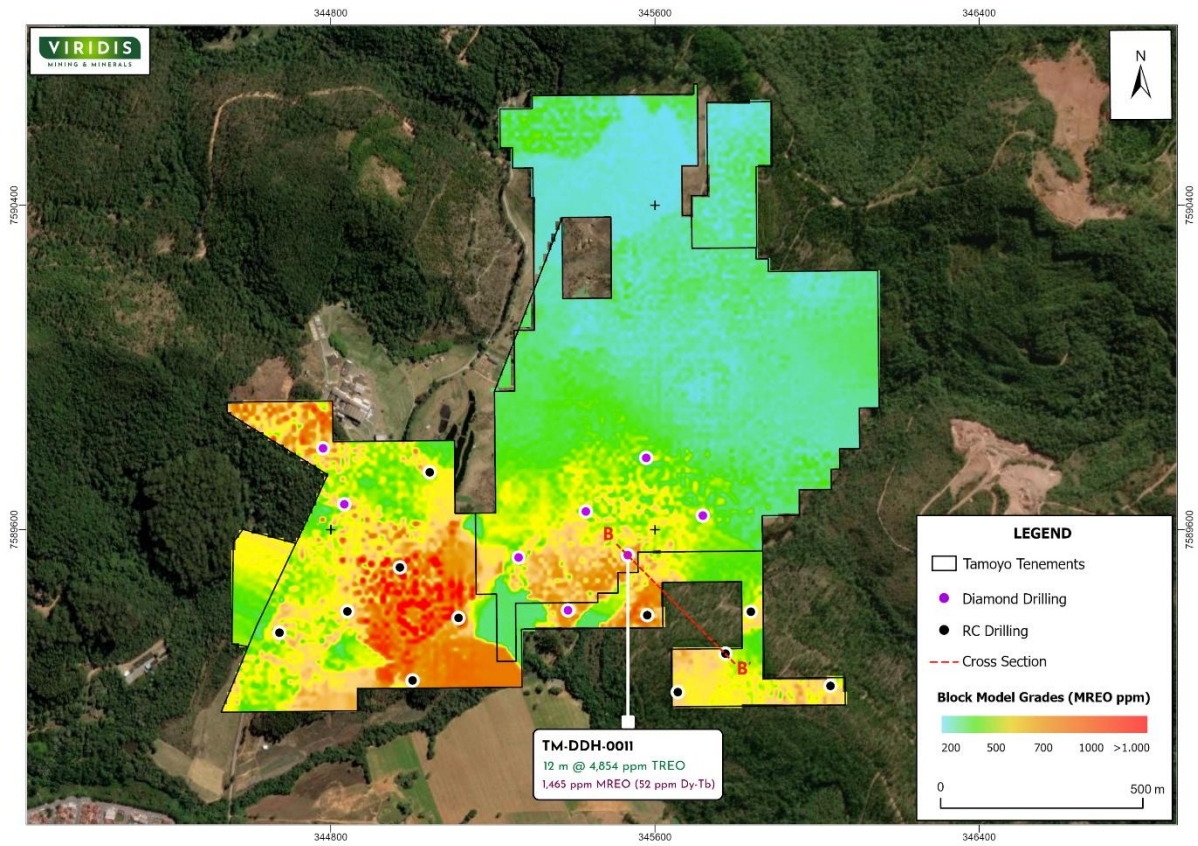 344800 345600 346400
VIRIDIS
MINING & MINERALS
N
7590400 7590400
7589600 7589600
B
B'
TM-DDH-0011
12 m @ 4,854 ppm TREO
1,465 ppm MREO (52 ppm Dy-Tb)
LEGEND
Tamoyo Tenements
Diamond Drilling
RC Drilling
Cross Section
Block Model Grades (MREO ppm)
200 500 700 1000 >1.000
0 500 m
344800 345600 346400